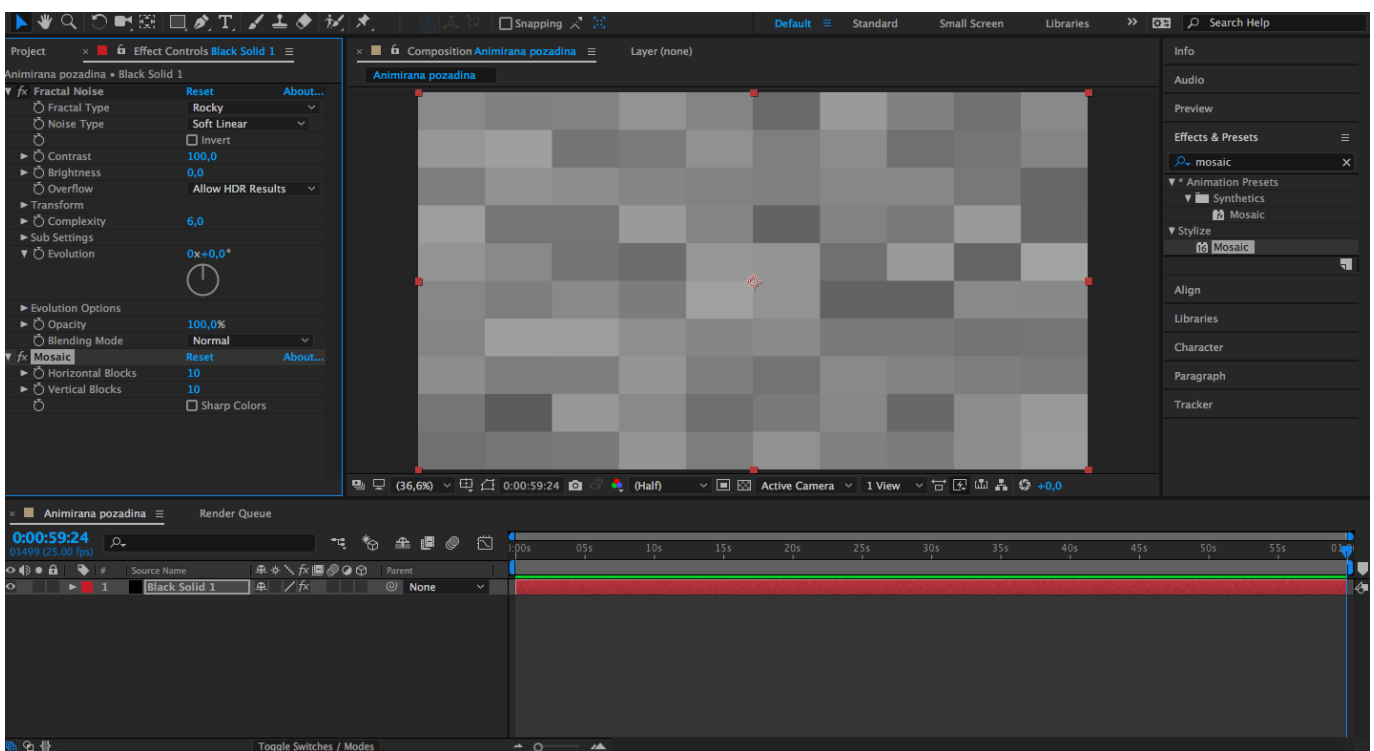 Snapping Default Standard Small Screen Libraries >> Search Help
Project × Effect Controls Black Solid 1
Animirana pozadina • Black Solid 1
fx Fractal Noise Reset About...
Fractal Type Rocky
Noise Type Soft Linear
Invert
Contrast 100,0
Brightness 0,0
Overflow Allow HDR Results
Transform
Complexity 6,0
Sub Settings
Evolution 0x+0,0°
Evolution Options
Opacity 100,0%
Blending Mode Normal
fx Mosaic Reset About...
Horizontal Blocks 10
Vertical Blocks 10
Sharp Colors
× Composition Animirana pozadina Layer (none)
Animirana pozadina
(36,6%) 0:00:59:24 (Half) Active Camera 1 View +0,0
Info
Audio
Preview
Effects & Presets
mosaic ×
* Animation Presets
Synthetics
Mosaic
Stylize
16 Mosaic
Align
Libraries
Character
Paragraph
Tracker
× Animirana pozadina Render Queue
0:00:59:24
01499 (25.00 fps)
):00s 05s 10s 15s 20s 25s 30s 35s 40s 45s 50s 55s
# Source Name fx Parent
1 Black Solid 1 fx None
Toggle Switches / Modes